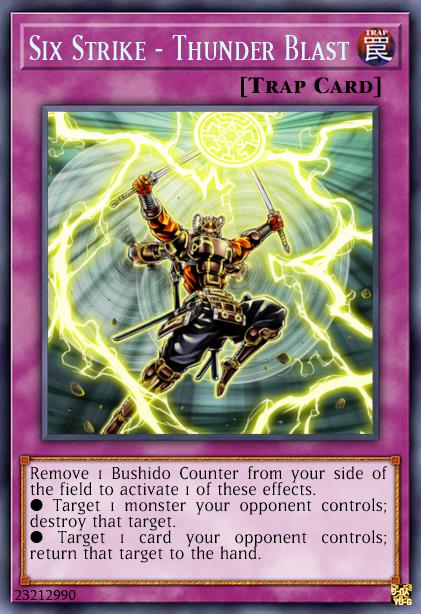 Six Strike - Thunder Blast
TRAP
罠
[Trap Card]
Remove 1 Bushido Counter from your side of
the field to activate 1 of these effects.
● Target 1 monster your opponent controls;
destroy that target.
● Target 1 card your opponent controls;
return that target to the hand.
23212990